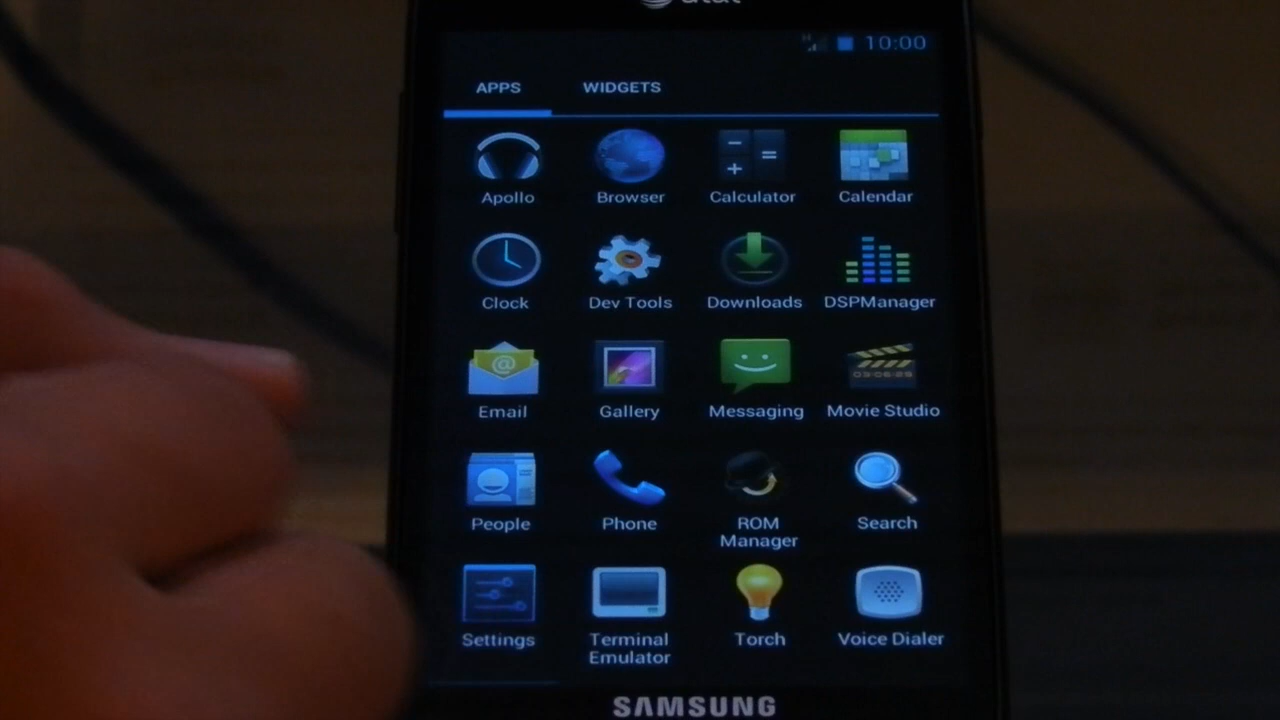 at&t
10:00
APPS WIDGETS
Apollo Browser Calculator Calendar
Clock Dev Tools Downloads DSPManager
Email Gallery Messaging Movie Studio
People Phone ROM Manager Search
Settings Terminal Emulator Torch Voice Dialer
SAMSUNG